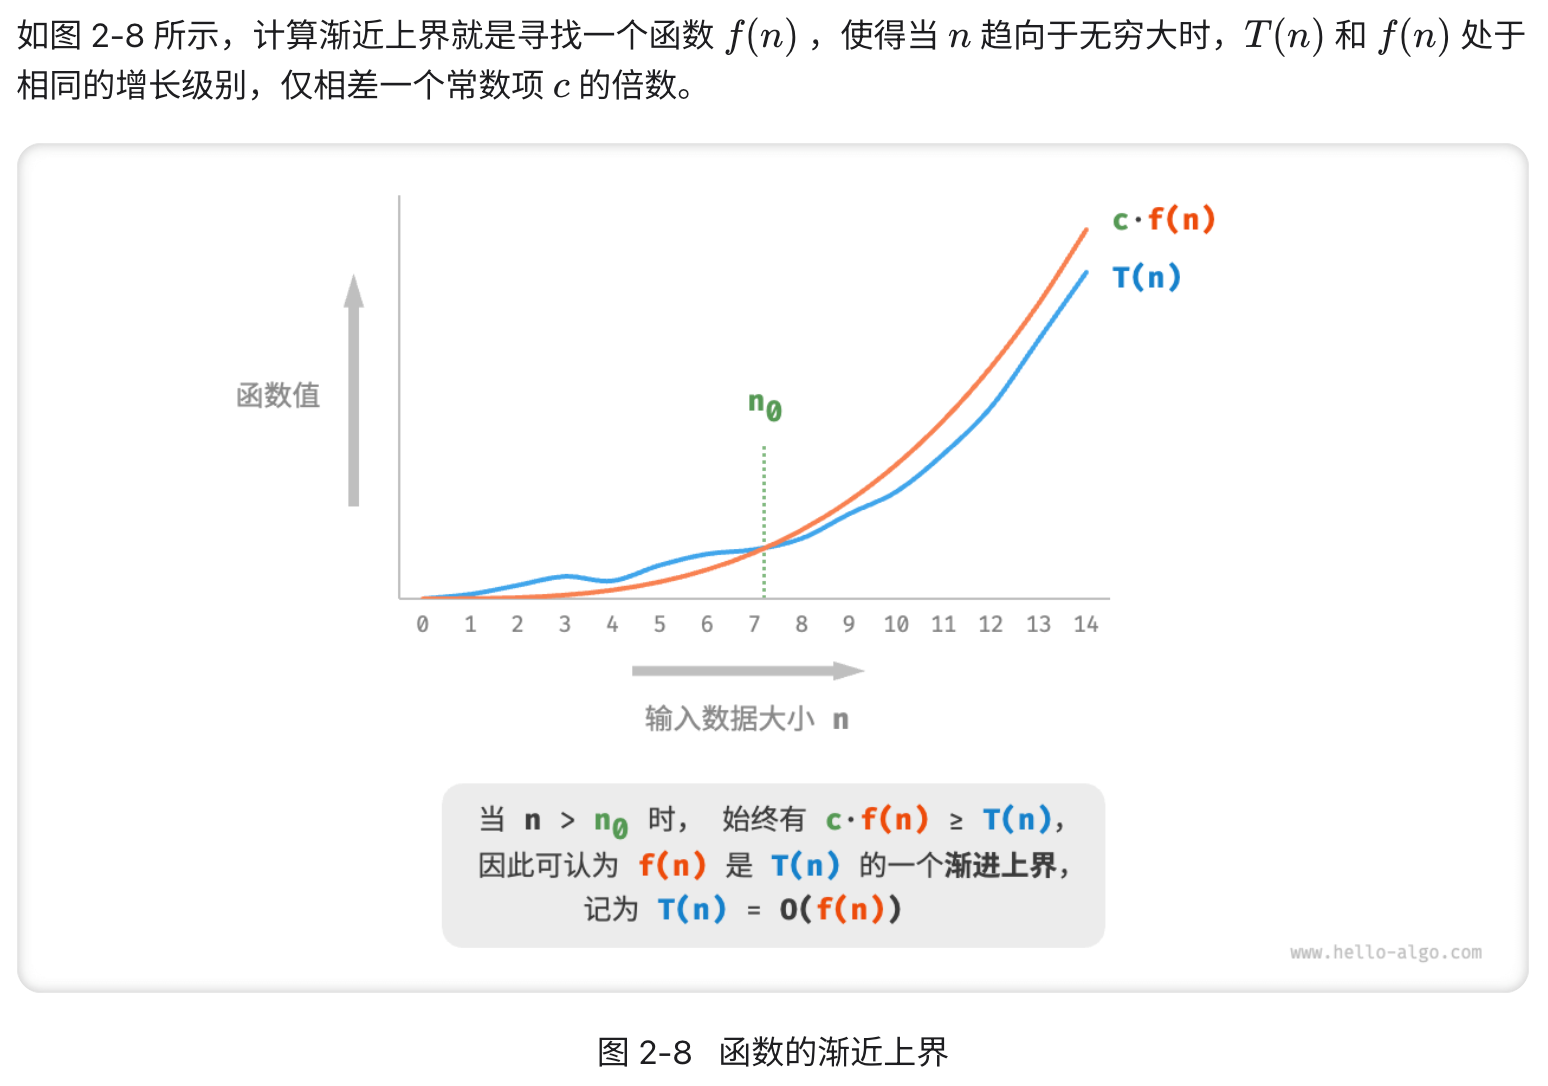 如图 2-8 所示，计算渐近上界就是寻找一个函数 f(n) ，使得当 n 趋向于无穷大时，T(n) 和 f(n) 处于
相同的增长级别，仅相差一个常数项 c 的倍数。
c·f(n)
T(n)
函数值
n₀
0 1 2 3 4 5 6 7 8 9 10 11 12 13 14
输入数据大小 n
当 n > n₀ 时， 始终有 c·f(n) ≥ T(n),
因此可认为 f(n) 是 T(n) 的一个渐进上界，
记为 T(n) = O(f(n))
www.hello-algo.com
图 2-8 函数的渐近上界